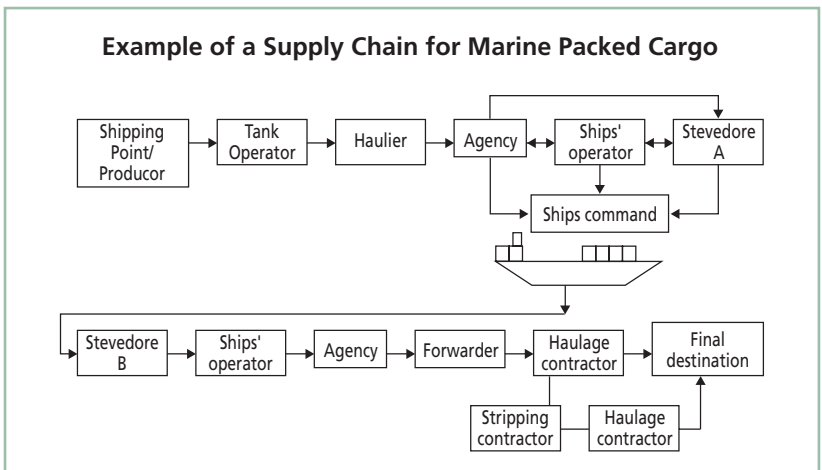 Example of a Supply Chain for Marine Packed Cargo
Shipping
Point/
Producor
Tank
Operator
Haulier
Agency
Ships'
operator
Stevedore
A
Ships command
Stevedore
B
Ships'
operator
Agency
Forwarder
Haulage
contractor
Final
destination
Stripping
contractor
Haulage
contractor